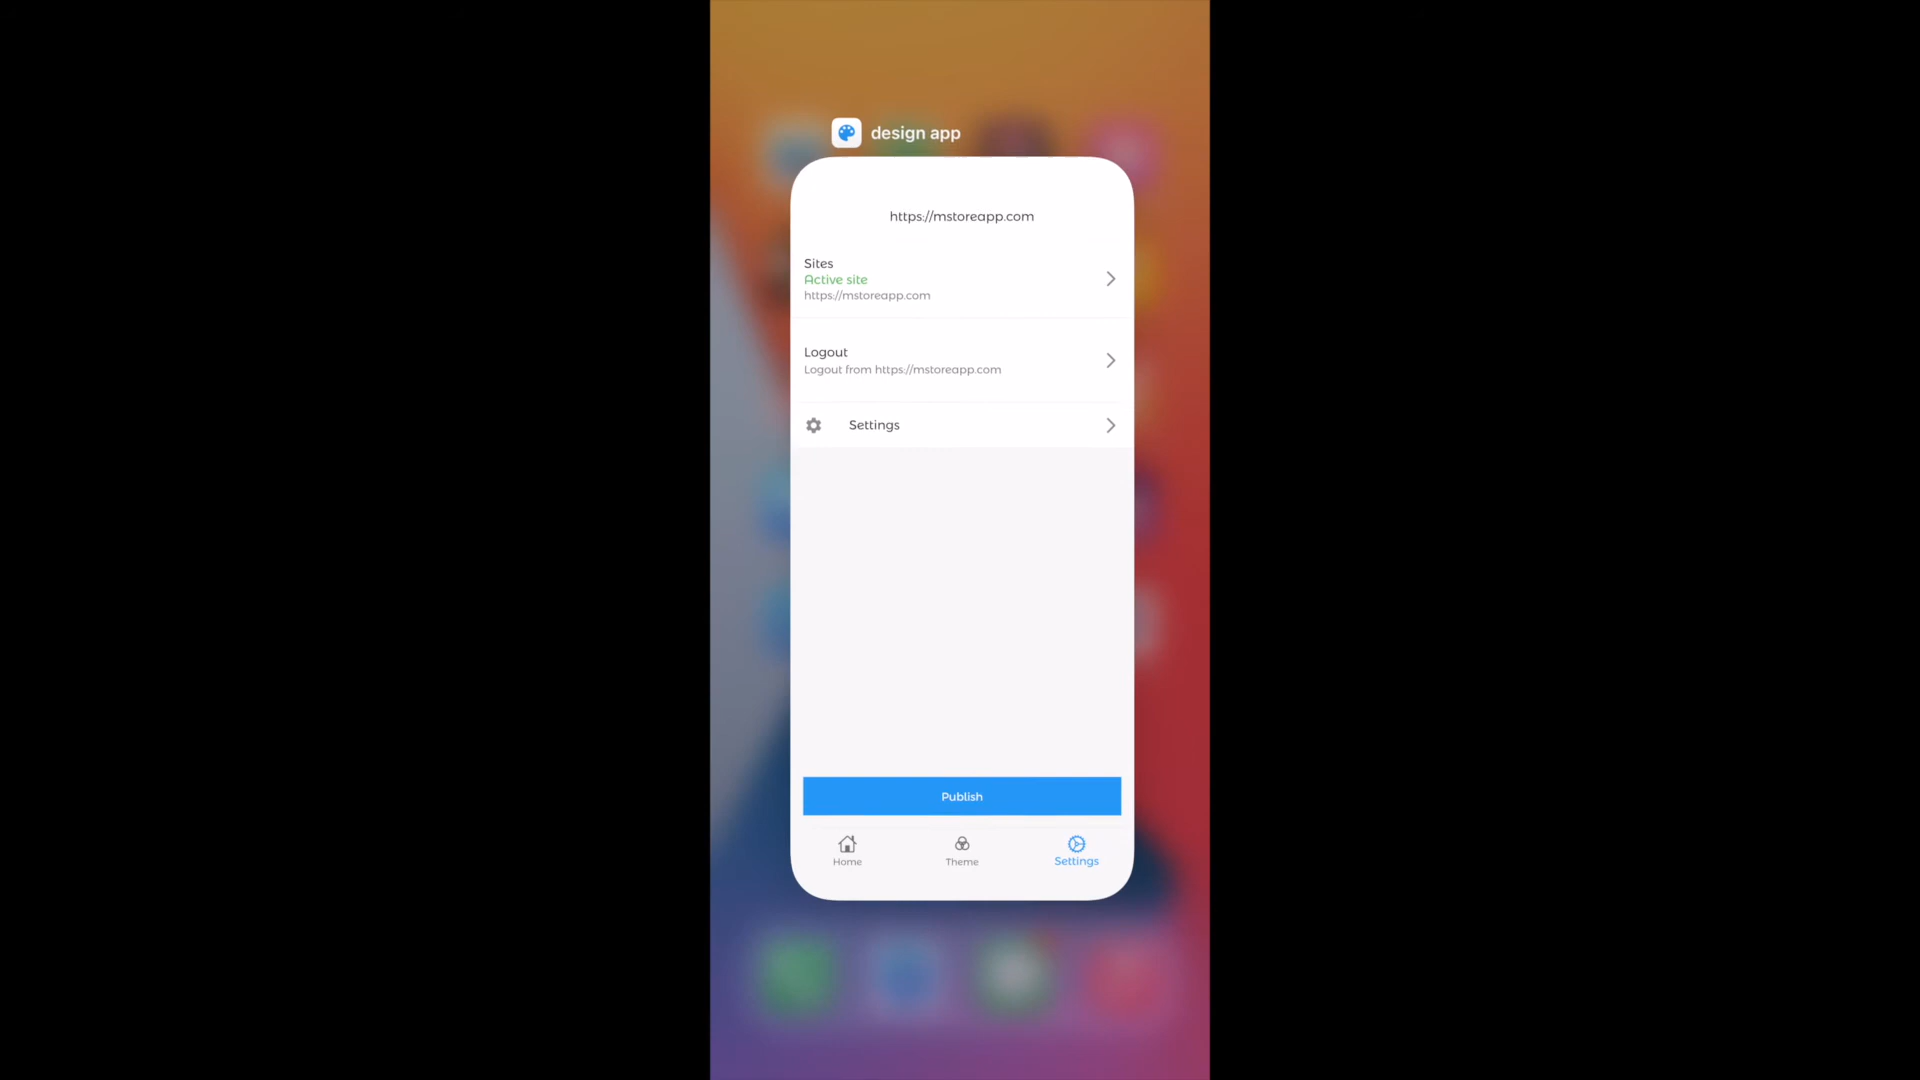 design app
https://mstoreapp.com
Sites
Active site
https://mstoreapp.com
Logout
Logout from https://mstoreapp.com
Settings
Publish
Home
Theme
Settings